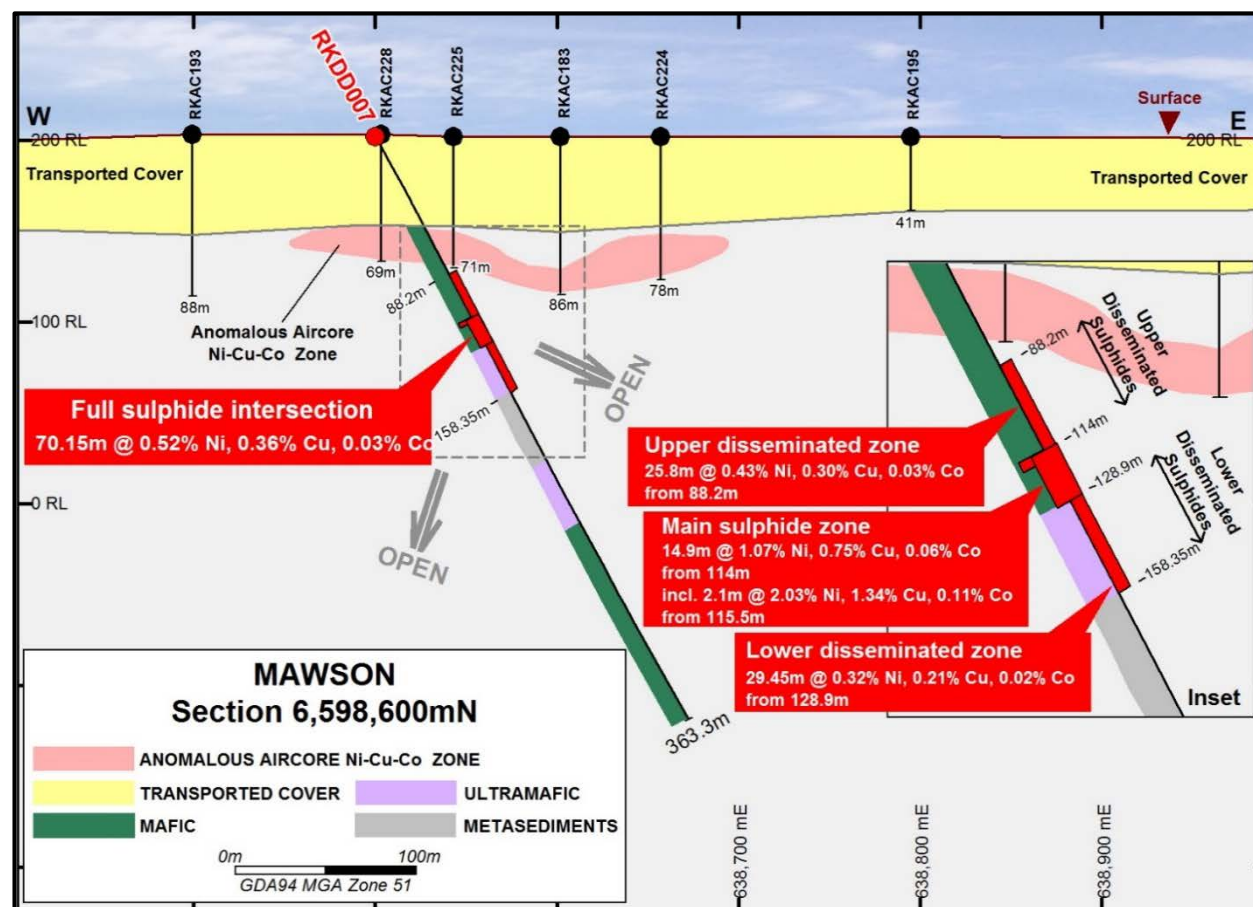 RKAC193
RKDD007
RKAC228
RKAC225
RKAC183
RKAC224
RKAC195
W
Surface
E
200 RL
200 RL
Transported Cover
Transported Cover
41m
69m
71m
88m
86m
78m
88.2m
Anomalous Aircore
Ni-Cu-Co Zone
100 RL
OPEN
Full sulphide intersection
70.15m @ 0.52% Ni, 0.36% Cu, 0.03% Co
158.35m
0 RL
OPEN
363.3m
Upper
Disseminated
Sulphides
88.2m
114m
Lower
Disseminated
Sulphides
128.9m
158.35m
Upper disseminated zone
25.8m @ 0.43% Ni, 0.30% Cu, 0.03% Co
from 88.2m
Main sulphide zone
14.9m @ 1.07% Ni, 0.75% Cu, 0.06% Co
from 114m
incl. 2.1m @ 2.03% Ni, 1.34% Cu, 0.11% Co
from 115.5m
Lower disseminated zone
29.45m @ 0.32% Ni, 0.21% Cu, 0.02% Co
from 128.9m
Inset
MAWSON
Section 6,598,600mN
ANOMALOUS AIRCORE Ni-Cu-Co ZONE
TRANSPORTED COVER
ULTRAMAFIC
MAFIC
METASEDIMENTS
0m
100m
GDA94 MGA Zone 51
638,700 mE
638,800 mE
638,900 mE